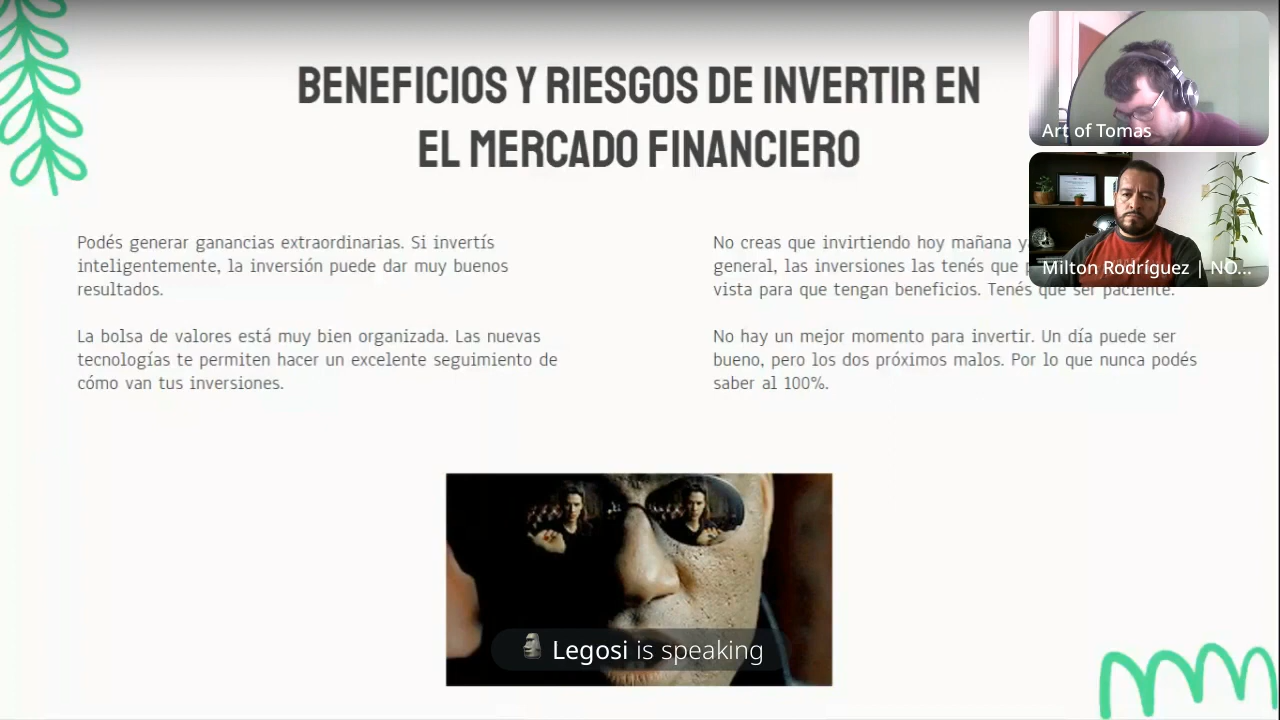 BENEFICIOS Y RIESGOS DE INVERTIR EN
EL MERCADO FINANCIERO
Podés generar ganancias extraordinarias. Si invertís
inteligentemente, la inversión puede dar muy buenos
resultados.
La bolsa de valores está muy bien organizada. Las nuevas
tecnologías te permiten hacer un excelente seguimiento de
cómo van tus inversiones.
No creas que invirtiendo hoy mañana y
general, las inversiones las tenés que
vista para que tengan beneficios. Tenés que ser paciente.
No hay un mejor momento para invertir. Un día puede ser
bueno, pero los dos próximos malos. Por lo que nunca podés
saber al 100%.
Art of Tomas
Milton Rodríguez | NO...
Legosi is speaking